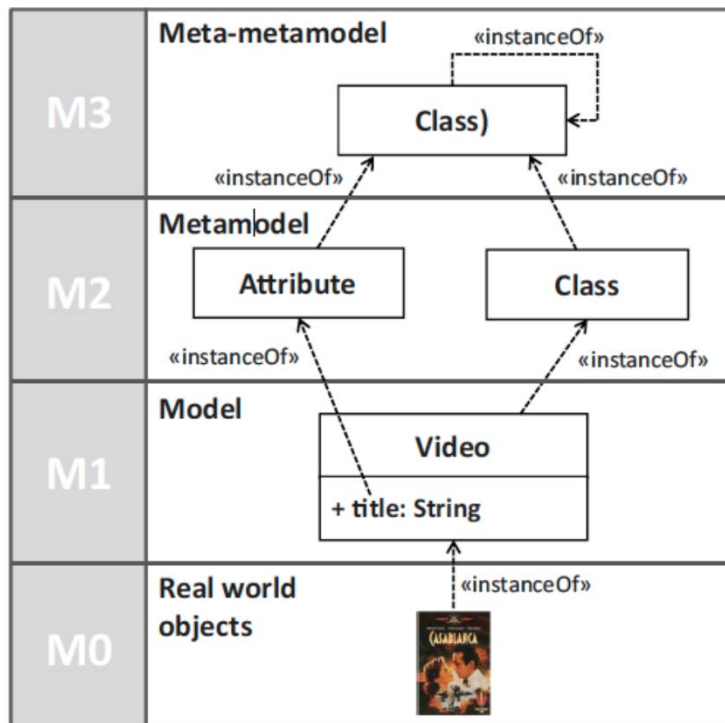 Meta-metamodel
«instanceOf»
M3
Class)
«instanceOf»
«instanceOf»
Metamodel
M2
Attribute
Class
«instanceOf»
«instanceOf»
Model
M1
Video
+ title: String
Real world
objects
«instanceOf»
M0
CASABLANCA